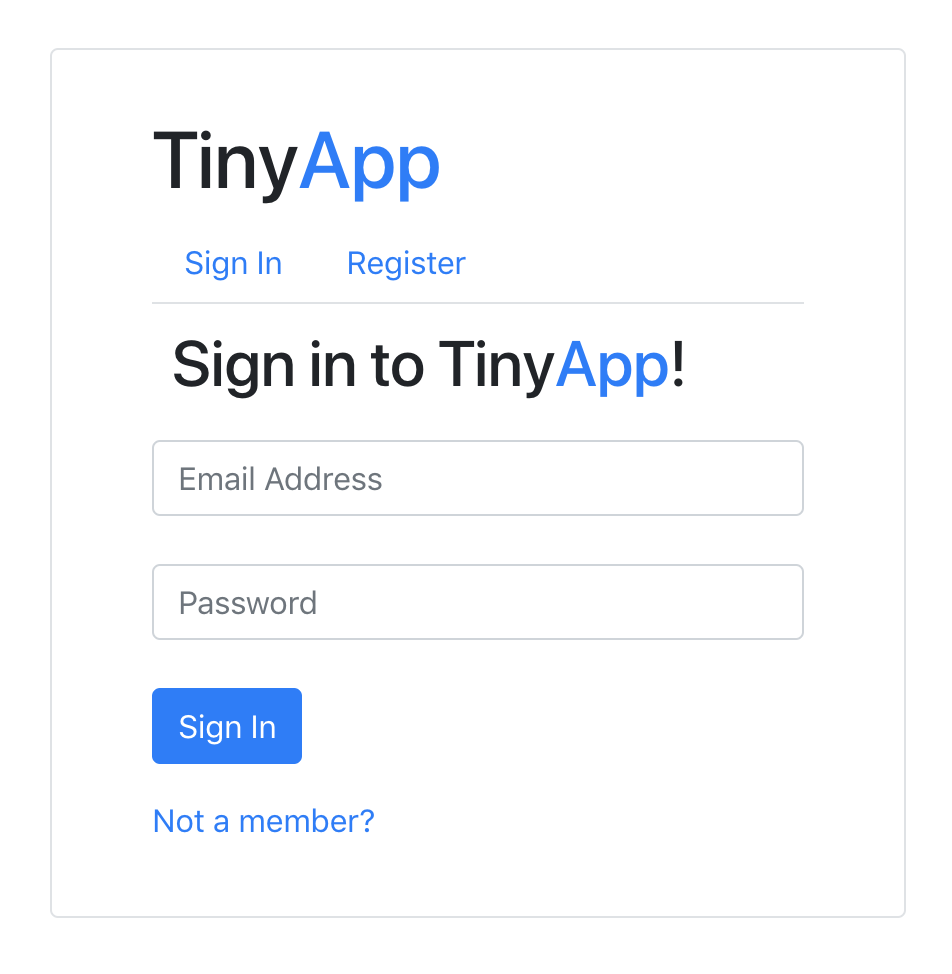 TinyApp
Sign In Register
Sign in to TinyApp!
Email Address
Password
Sign In
Not a member?